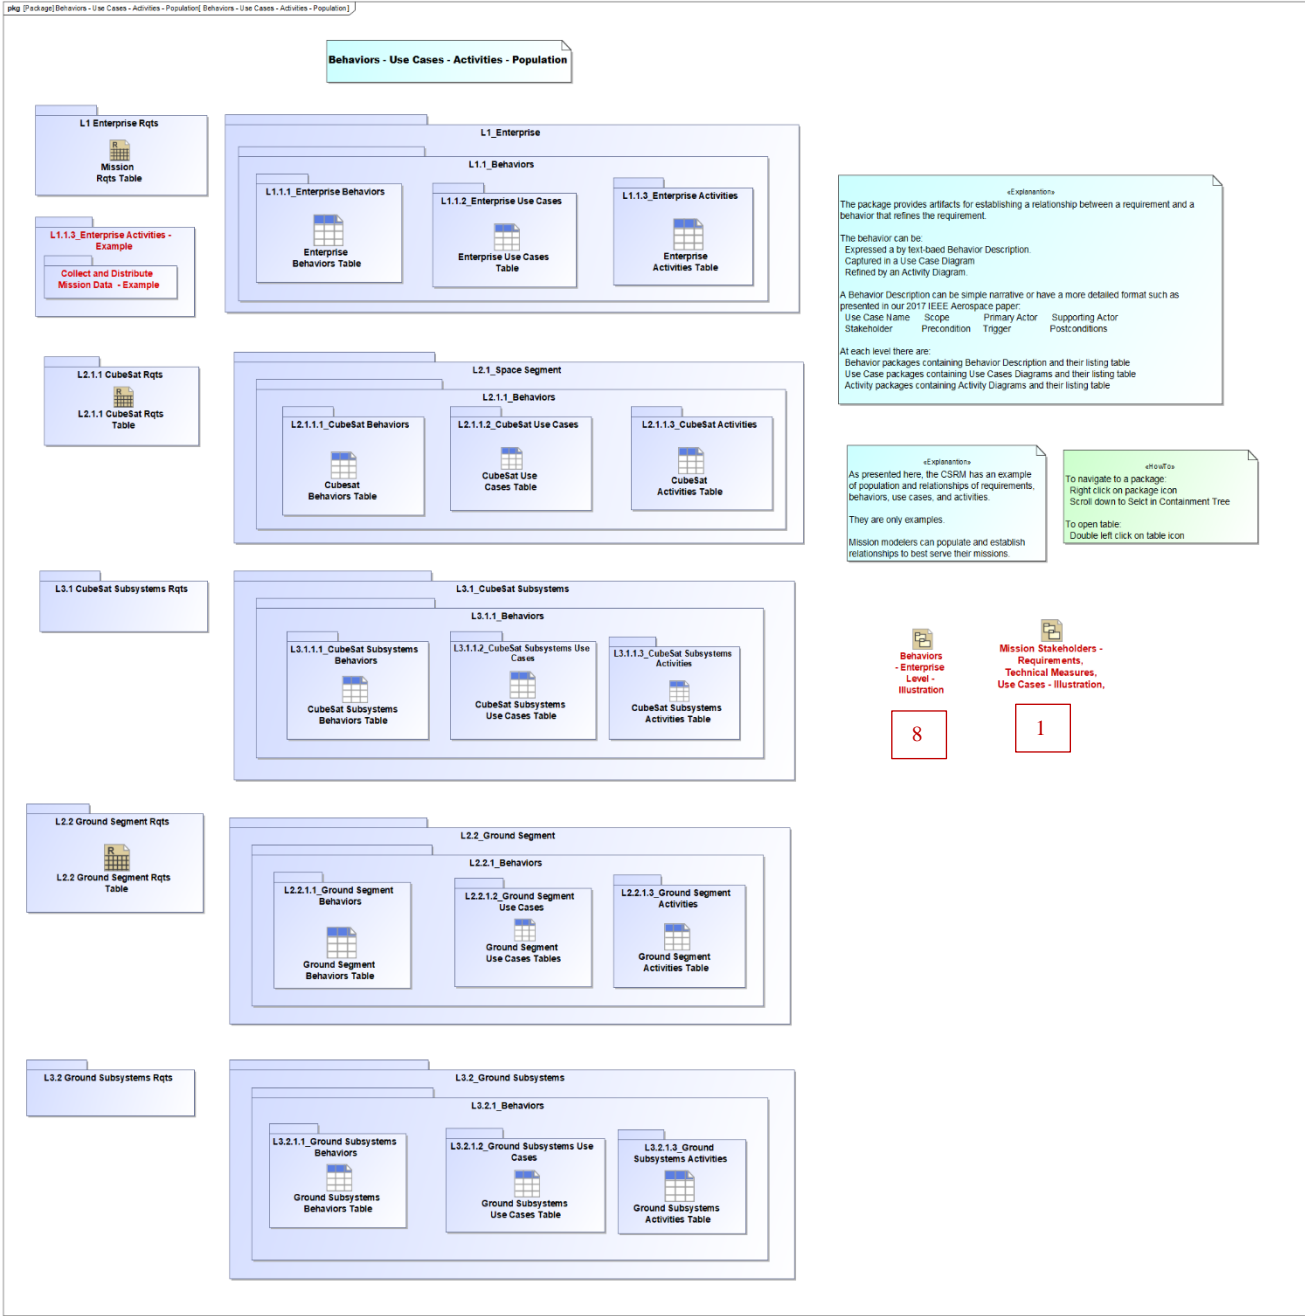 pkg [Package] Behaviors - Use Cases - Activities - Population[ Behaviors - Use Cases - Activities - Population ]
Behaviors - Use Cases - Activities - Population
L1 Enterprise Rqts
Mission
Rqts Table
L1.1.3_Enterprise Activities -
Example
Collect and Distribute
Mission Data  - Example
L1_Enterprise
L1.1_Behaviors
L1.1.1_Enterprise Behaviors
Enterprise
Behaviors Table
L1.1.2_Enterprise Use Cases
Enterprise Use Cases
Table
L1.1.3_Enterprise Activities
Enterprise
Activities Table
«Explanantion»
The package provides artifacts for establishing a relationship between a requirement and a
behavior that refines the requirement.
The behavior can be:
Expressed a by text-baed Behavior Description.
Captured in a Use Case Diagram
Refined by an Activity Diagram.
A Behavior Description can be simple narrative or have a more detailed format such as
presented in our 2017 IEEE Aerospace paper:
Use Case Name Scope Primary Actor Supporting Actor
Stakeholder Precondition Trigger Postconditions
At each level there are:
Behavior packages containing Behavior Description and their listing table
Use Case packages containing Use Cases Diagrams and their listing table
Activity packages containing Activity Diagrams and their listing table
L2.1.1 CubeSat Rqts
L2.1.1 CubeSat Rqts
Table
L2.1_Space Segment
L2.1.1_Behaviors
L2.1.1.1_CubeSat Behaviors
Cubesat
Behaviors Table
L2.1.1.2_CubeSat Use Cases
CubeSat Use
Cases Table
L2.1.1.3_CubeSat Activities
CubeSat
Activities Table
«Explanantion»
As presented here, the CSRM has an example
of population and relationships of requirements,
behaviors, use cases, and activities.
They are only examples.
Mission modelers can populate and establish
relationships to best serve their missions.
«HowTo»
To navigate to a package:
Right click on package icon
Scroll down to Selct in Containment Tree
To open table:
Double left click on table icon
L3.1 CubeSat Subsystems Rqts
L3.1_CubeSat Subsystems
L3.1.1_Behaviors
L3.1.1.1_CubeSat Subsystems
Behaviors
CubeSat Subsystems
Behaviors Table
L3.1.1.2_CubeSat Subsystems Use
Cases
CubeSat Subsystems
Use Cases Table
L3.1.1.3_CubeSat Subsystems
Activities
CubeSat Subsystems
Activities Table
Behaviors
- Enterprise
Level -
Illustration
8
Mission Stakeholders -
Requirements,
Technical Measures,
Use Cases - Illustration,
1
L2.2 Ground Segment Rqts
L2.2 Ground Segment Rqts
Table
L2.2_Ground Segment
L2.2.1_Behaviors
L2.2.1.1_Ground Segment
Behaviors
Ground Segment
Behaviors Table
L2.2.1.2_Ground Segment
Use Cases
Ground Segment
Use Cases Tables
L2.2.1.3_Ground Segment
Activities
Ground Segment
Activities Table
L3.2 Ground Subsystems Rqts
L3.2_Ground Subsystems
L3.2.1_Behaviors
L3.2.1.1_Ground Subsystems
Behaviors
Ground Subsystems
Behaviors Table
L3.2.1.2_Ground Subsystems Use
Cases
Ground Subsystems
Use Cases Table
L3.2.1.3_Ground
Subsystems Activities
Ground Subsystems
Activities Table